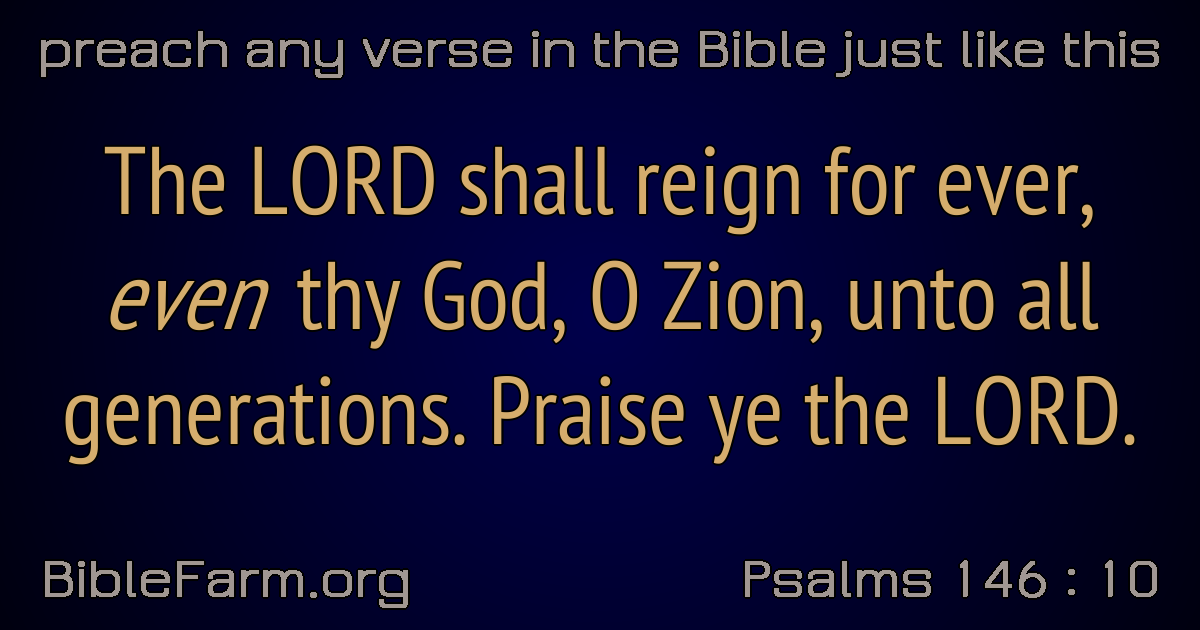 preach any verse in the Bible just like this
The LORD shall reign for ever,
even thy God, O Zion, unto all
generations. Praise ye the LORD.
BibleFarm.org
Psalms 146 : 10